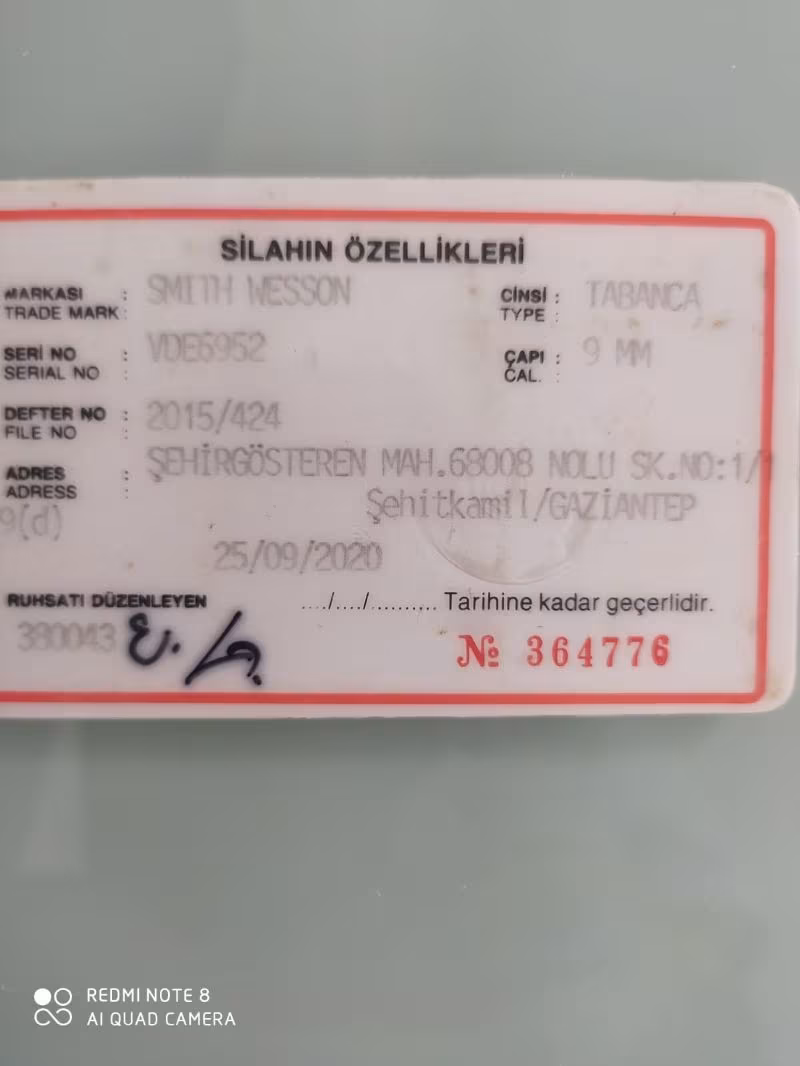 SİLAHIN ÖZELLİKLERİ
MARKASI : SMITH WESSON CİNSİ : TABANCA
TRADE MARK : TYPE :
SERİ NO : VDE6952 ÇAPI : 9 MM
SERIAL NO : CAL. :
DEFTER NO : 2015/424
FILE NO :
ADRES : ŞEHİRGÖSTEREN MAH.68008 NOLU SK.NO:1/1
ADRESS : Şehitkamil/GAZİANTEP
9(d)
25/09/2020
RUHSATI DÜZENLEYEN ..../..../.......... Tarihine kadar geçerlidir.
380043
№ 364776
REDMI NOTE 8
AI QUAD CAMERA